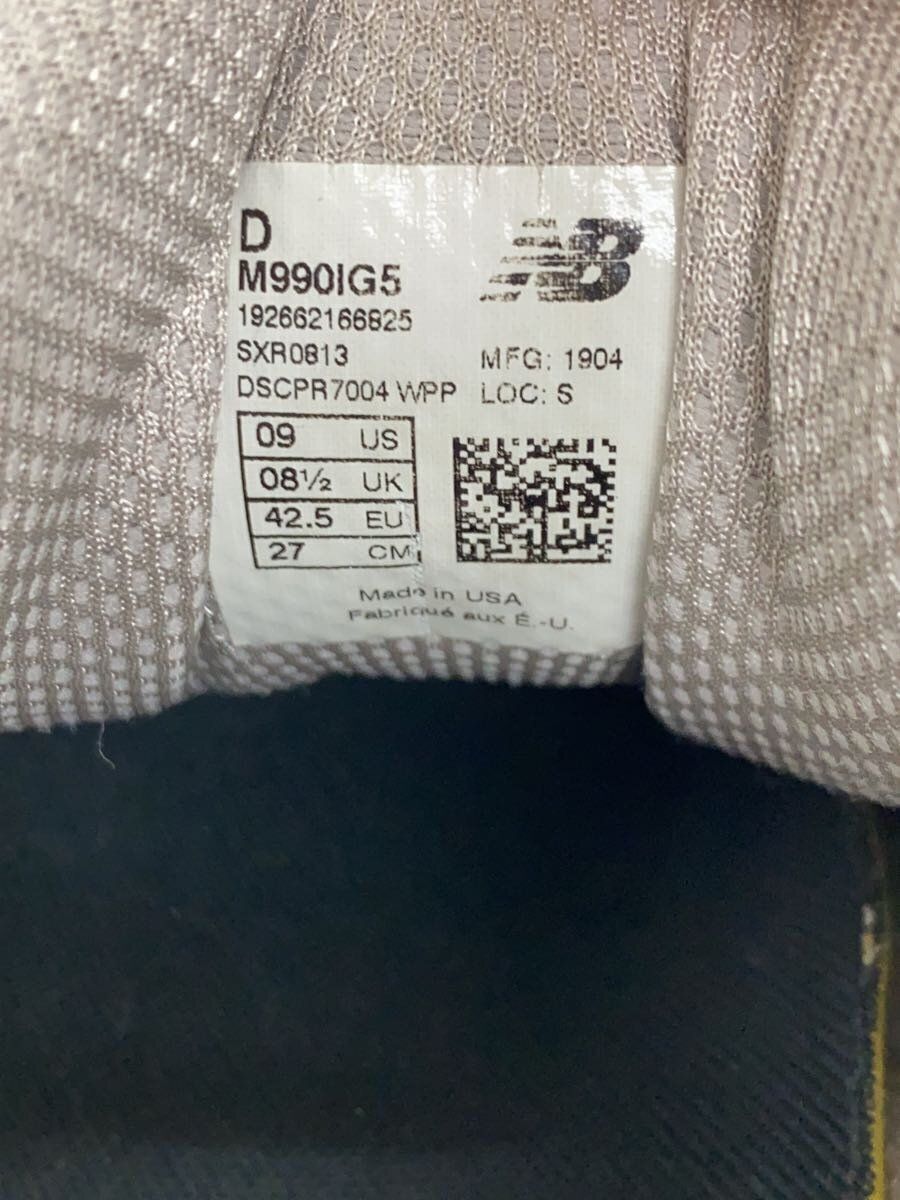 D
M990IG5
192662166825
SXR0813
DSCPR7004 WPP
NB
MFG: 1904
LOC: S
09 US
08½ UK
42.5 EU
27 CM
Made in USA
Fabriqué aux É.-U.